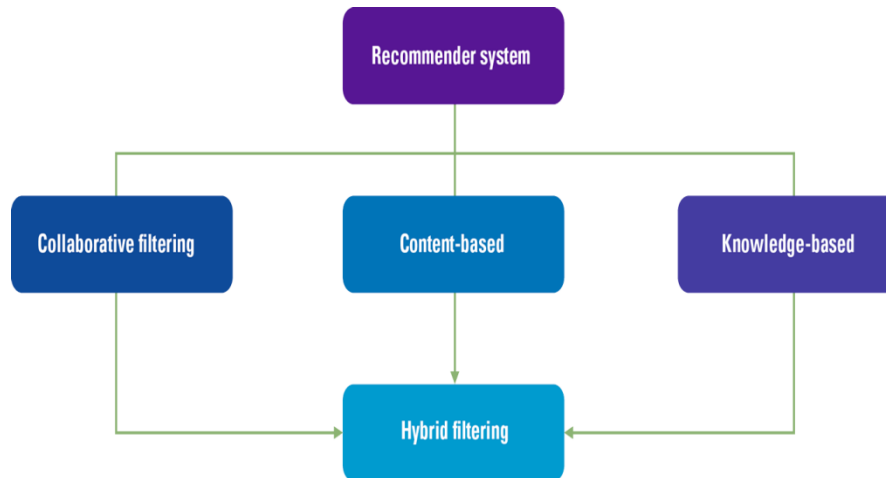 Recommender system
Collaborative filtering
Content-based
Knowledge-based
Hybrid filtering